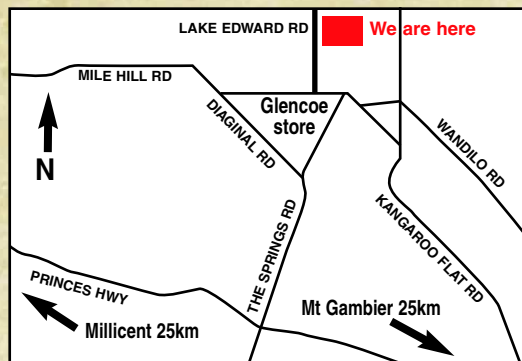 LAKE EDWARD RD
We are here
MILE HILL RD
Glencoe
store
DIAGINAL RD
WANDILO RD
N
KANGAROO FLAT RD
THE SPRINGS RD
PRINCES HWY
Mt Gambier 25km
Millicent 25km